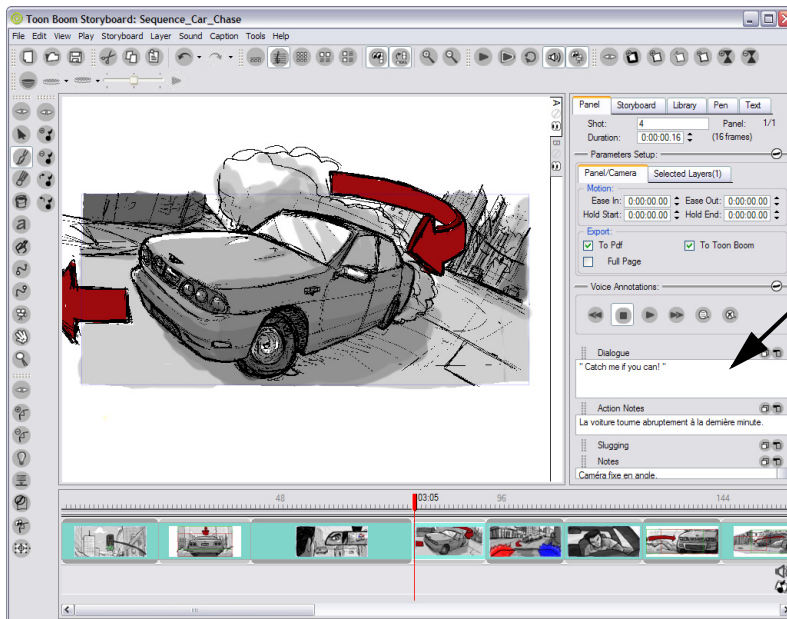 Toon Boom Storyboard: Sequence_Car_Chase
File Edit View Play Storyboard Layer Sound Caption Tools Help
Panel Storyboard Library Pen Text
Shot: 4 Panel: 1/1
Duration: 0:00:00.16 (16 frames)
Parameters Setup:
Panel/Camera Selected Layers(1)
Motion:
Ease In: 0:00:00.00 Ease Out: 0:00:00.00
Hold Start: 0:00:00.00 Hold End: 0:00:00.00
Export:
To Pdf To Toon Boom
Full Page
Voice Annotations:
Dialogue
" Catch me if you can! "
Action Notes
La voiture tourne abruptement à la dernière minute.
Slugging
Notes
Caméra fixe en angle.
A
B
48 03:05 96 144